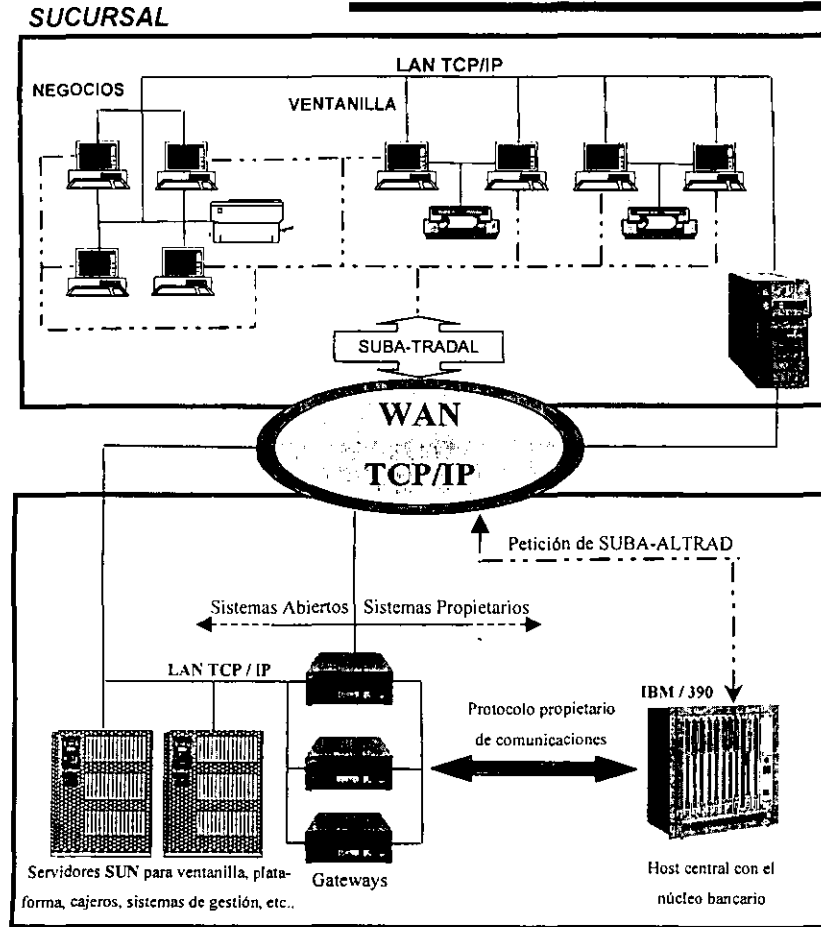 SUCURSAL
LAN TCP/IP
NEGOCIOS
VENTANILLA
SUBA-TRADAL
WAN
TCP/IP
Petición de SUBA-ALTRAD
Sistemas Abiertos Sistemas Propietarios
LAN TCP / IP
IBM / 390
Protocolo propietario
de comunicaciones
Servidores SUN para ventanilla, plata-
forma, cajeros, sistemas de gestión, etc..
Gateways
Host central con el
núcleo bancario